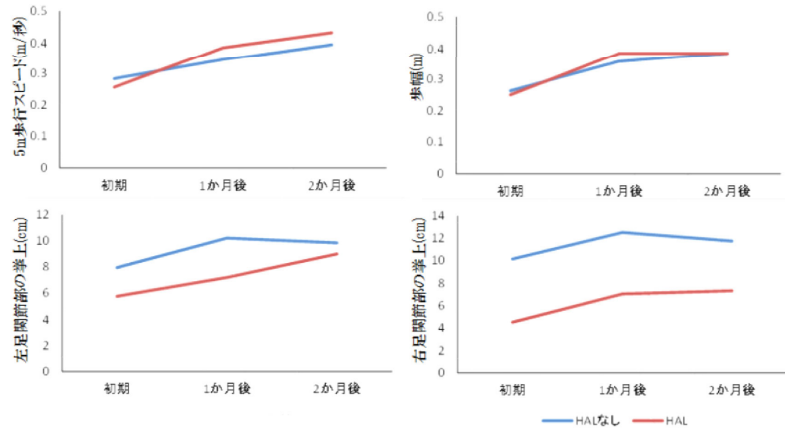 5m歩行スピード(m/秒)
0.5
0.4
0.3
0.2
0.1
0
初期
1か月後
2か月後
歩幅(m)
0.5
0.4
0.3
0.2
0.1
0
初期
1か月後
2か月後
左足関節部の挙上(cm)
12
10
8
6
4
2
0
初期
1か月後
2か月後
右足関節部の挙上(cm)
14
12
10
8
6
4
2
0
初期
1か月後
2か月後
HALなし
HAL